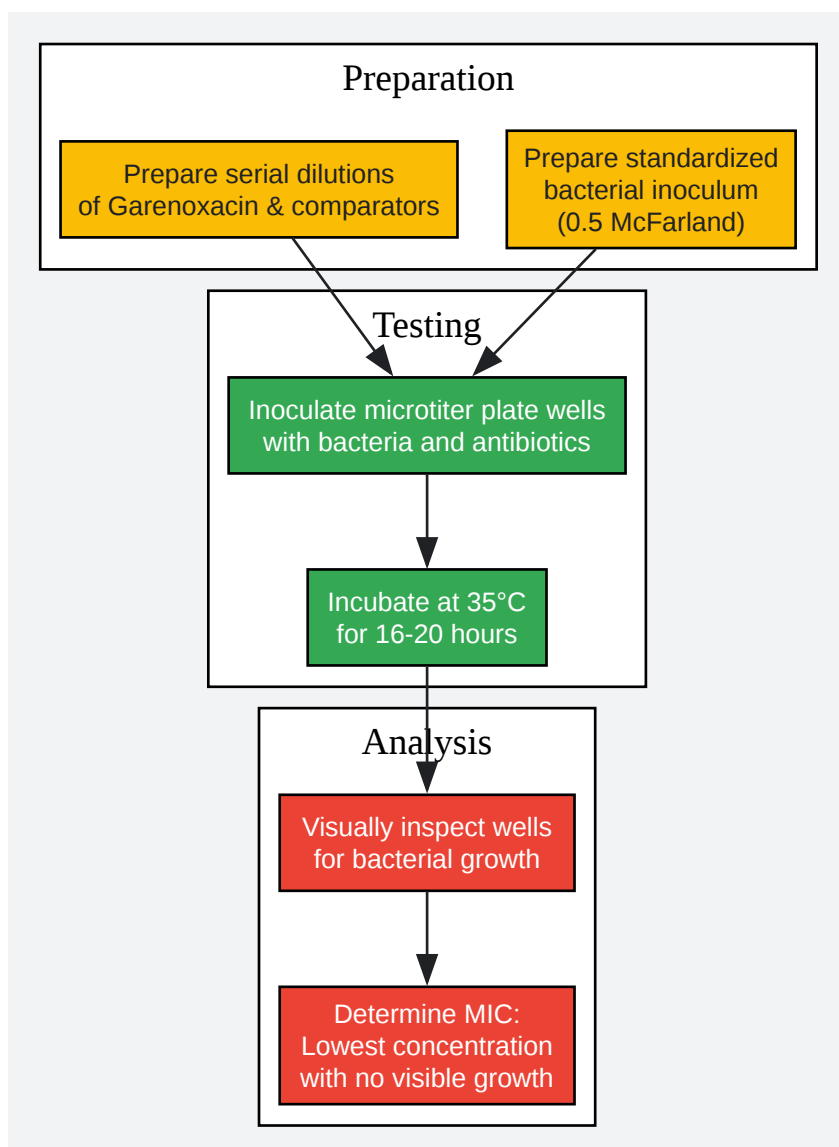 Preparation
Prepare serial dilutions
of Garenoxacin & comparators
Prepare standardized
bacterial inoculum
(0.5 McFarland)
Testing
Inoculate microtiter plate wells
with bacteria and antibiotics
Incubate at 35°C
for 16-20 hours
Analysis
Visually inspect wells
for bacterial growth
Determine MIC:
Lowest concentration
with no visible growth